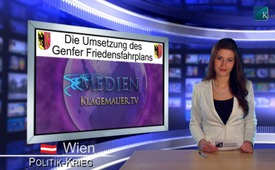 Die Umsetzung des
Genfer Friedensfahrplans
MEDIEN
KLAGEMAUER.TV
Wien
POLITIK-KRIEG